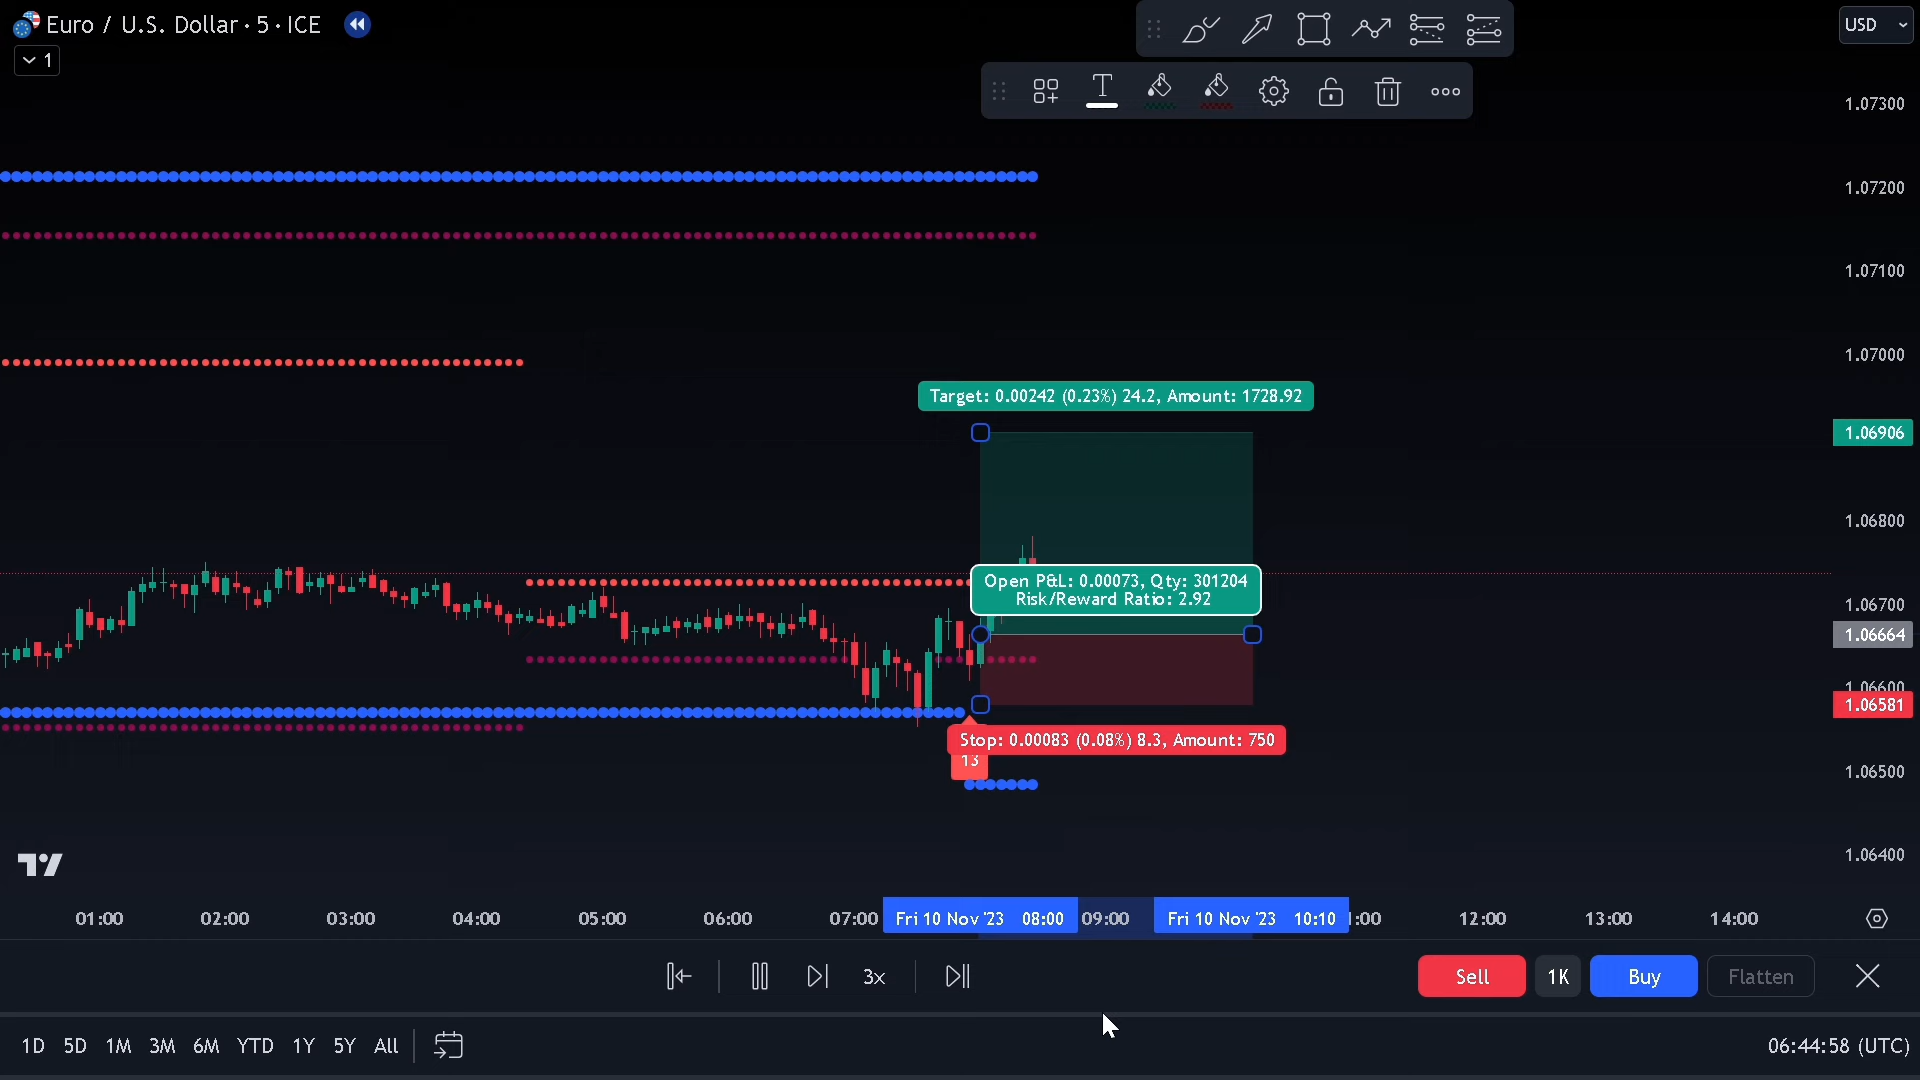 Euro / U.S. Dollar · 5 · ICE
1
T
USD
1.07300
1.07200
1.07100
1.07000
Target: 0.00242 (0.23%) 24.2, Amount: 1728.92
1.06906
1.06800
Open P&L: 0.00073, Qty: 301204
Risk/Reward Ratio: 2.92
1.06700
1.06664
1.06600
1.06581
Stop: 0.00083 (0.08%) 8.3, Amount: 750
13
1.06500
1.06400
01:00 02:00 03:00 04:00 05:00 06:00 07:00 Fri 10 Nov '23 08:00 09:00 Fri 10 Nov '23 10:10 1:00 12:00 13:00 14:00
3x Sell 1K Buy Flatten
1D 5D 1M 3M 6M YTD 1Y 5Y All 06:44:58 (UTC)